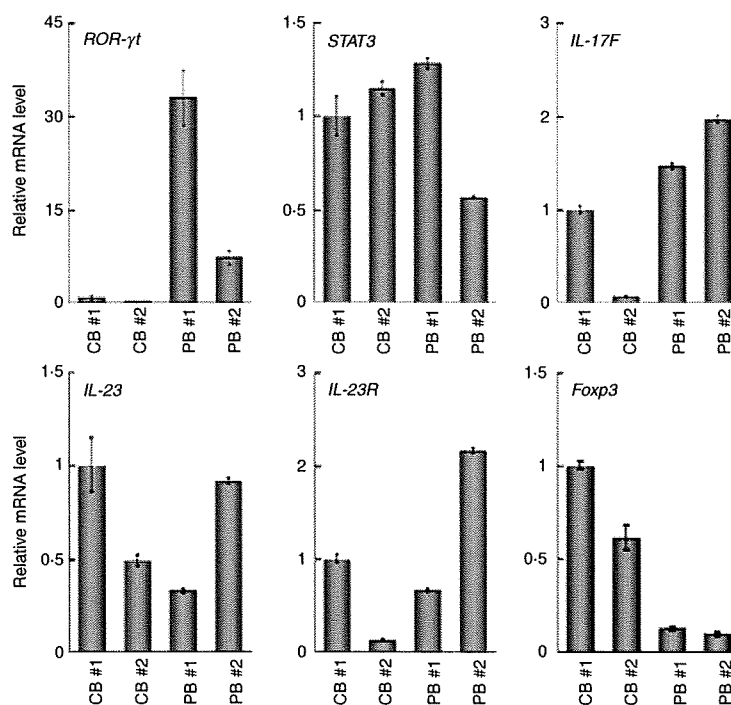 Relative mRNA level
45
30
15
0
ROR-γt
CB #1
CB #2
PB #1
PB #2
1·5
1
0·5
0
STAT3
CB #1
CB #2
PB #1
PB #2
3
2
1
0
IL-17F
CB #1
CB #2
PB #1
PB #2
Relative mRNA level
1·5
1
0·5
0
IL-23
CB #1
CB #2
PB #1
PB #2
3
2
1
0
IL-23R
CB #1
CB #2
PB #1
PB #2
1·5
1
0·5
0
Foxp3
CB #1
CB #2
PB #1
PB #2